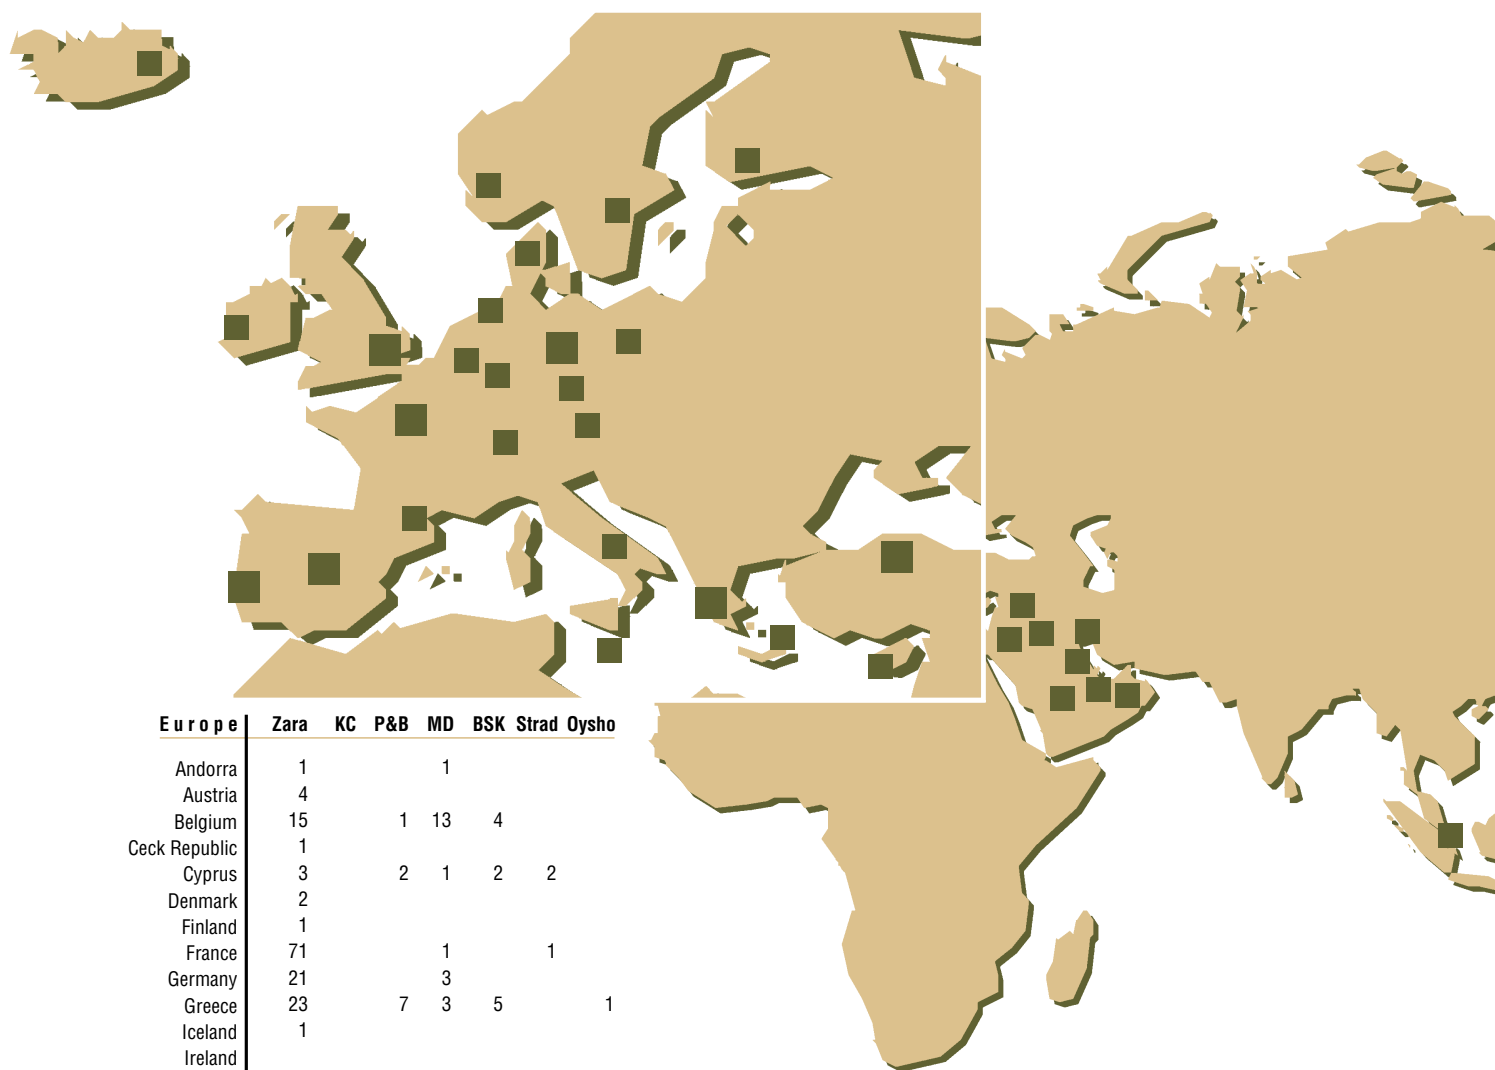 Europe Zara KC P&B MD BSK Strad Oysho
Andorra 1 1
Austria 4
Belgium 15 1 13 4
Ceck Republic 1
Cyprus 3 2 1 2 2
Denmark 2
Finland 1
France 71 1 1
Germany 21 3
Greece 23 7 3 5 1
Iceland 1
Ireland